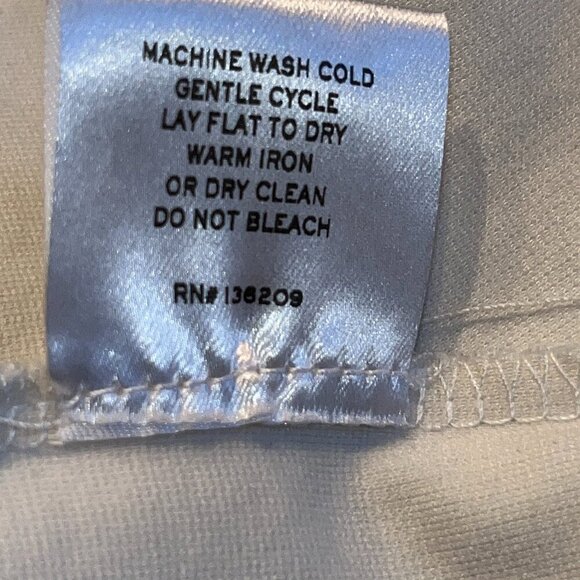 MACHINE WASH COLD
GENTLE CYCLE
LAY FLAT TO DRY
WARM IRON
OR DRY CLEAN
DO NOT BLEACH
RN# 136209